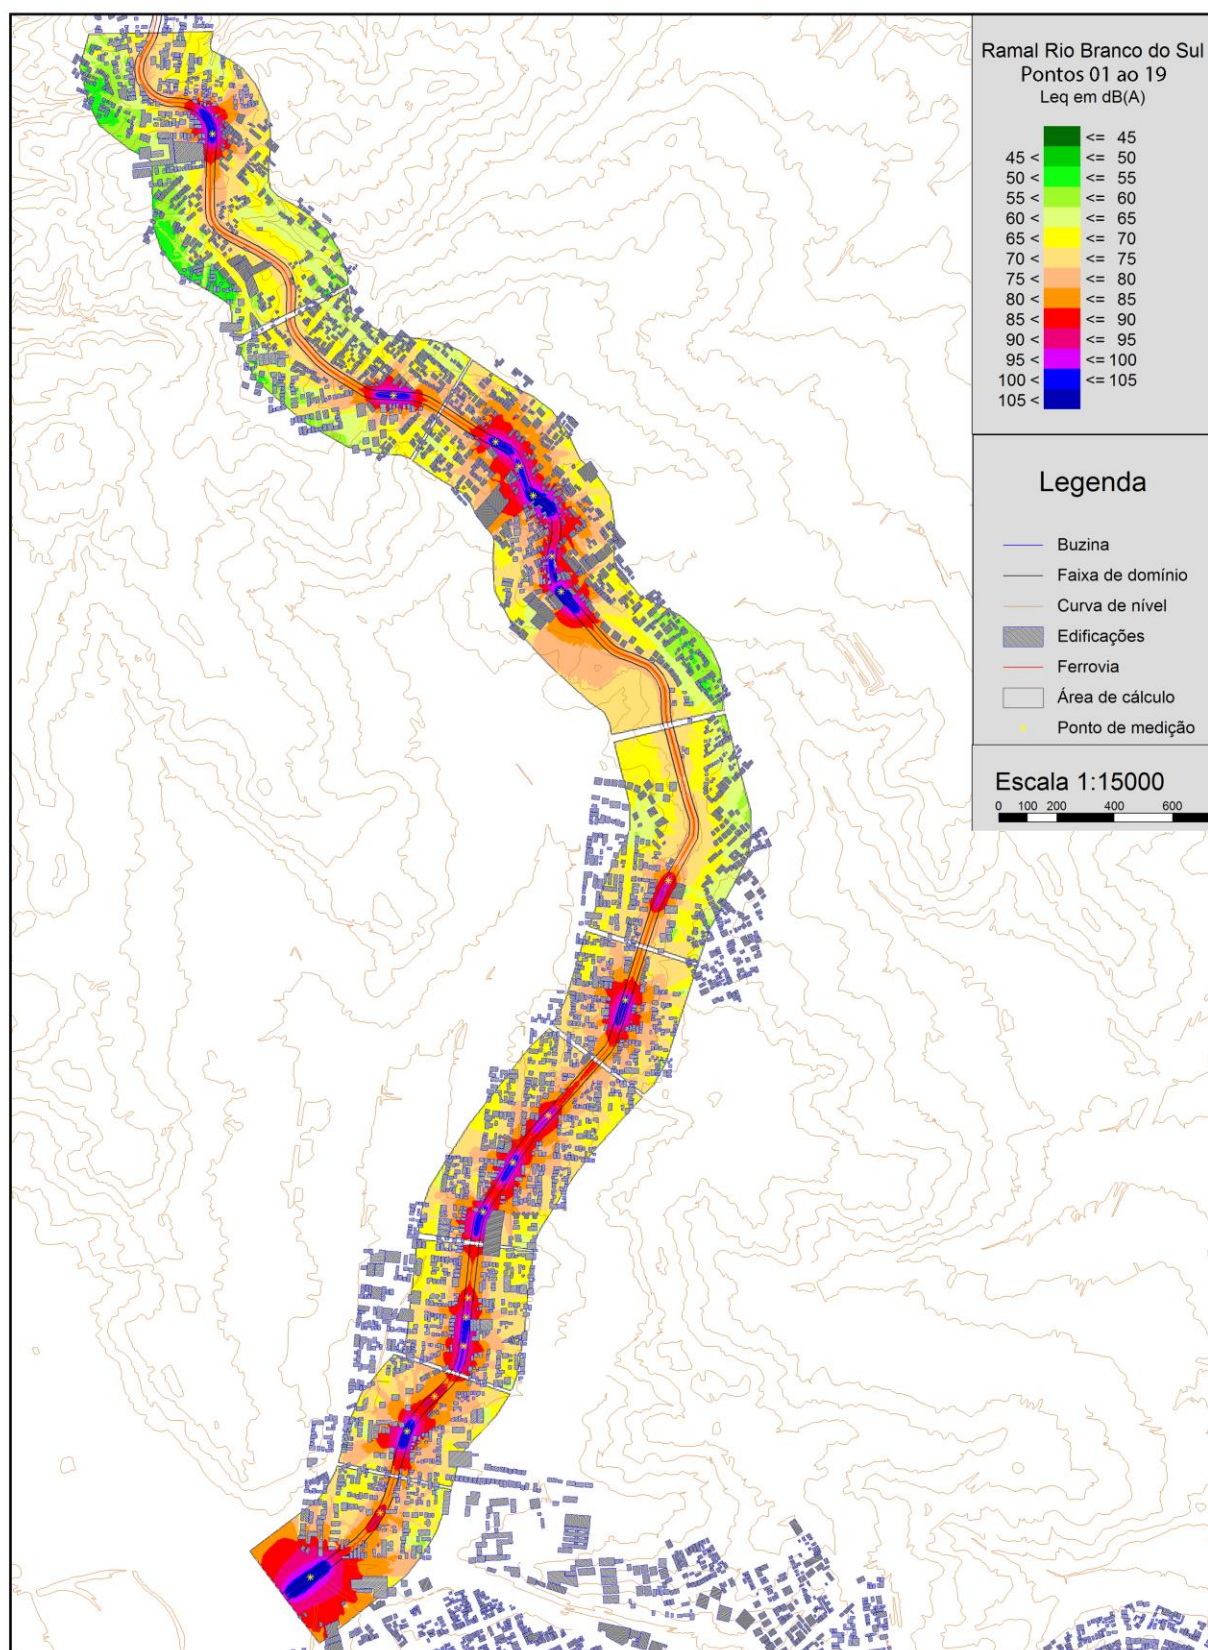 Ramal Rio Branco do Sul
Pontos 01 ao 19
Leq em dB(A)
<= 45
45 < <= 50
50 < <= 55
55 < <= 60
60 < <= 65
65 < <= 70
70 < <= 75
75 < <= 80
80 < <= 85
85 < <= 90
90 < <= 95
95 < <= 100
100 < <= 105
105 <
Legenda
Buzina
Faixa de domínio
Curva de nível
Edificações
Ferrovia
Área de cálculo
Ponto de medição
Escala 1:15000
0 100 200 400 600